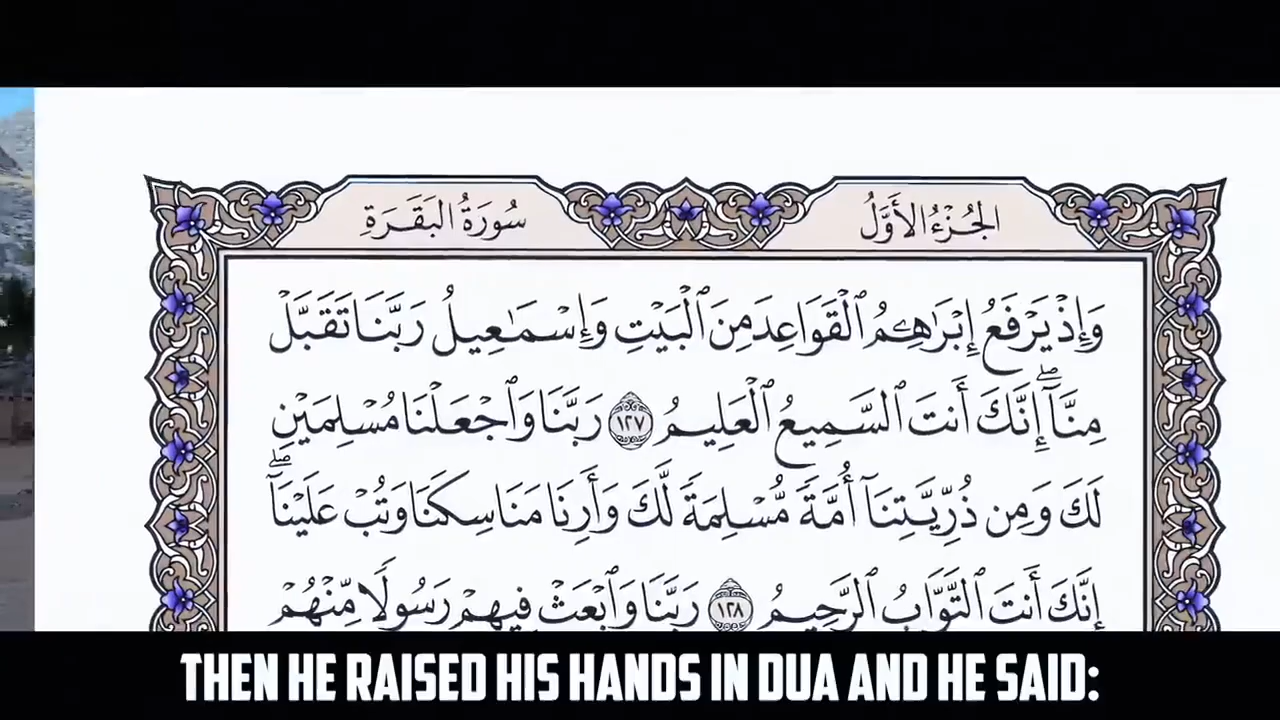 الجُزْءُ الأَوَّلُ
سُورَةُ البَقَرَةِ
وَإِذْ يَرْفَعُ إِبْرَٰهِـۧمُ ٱلْقَوَاعِدَ مِنَ ٱلْبَيْتِ وَإِسْمَـٰعِيلُ رَبَّنَا تَقَبَّلْ
مِنَّآۖ إِنَّكَ أَنتَ ٱلسَّمِيعُ ٱلْعَلِيمُ ١٢٧ رَبَّنَا وَٱجْعَلْنَا مُسْلِمَيْنِ
لَكَ وَمِن ذُرِّيَّتِنَآ أُمَّةً مُّسْلِمَةً لَّكَ وَأَرِنَا مَنَاسِكَنَا وَتُبْ عَلَيْنَآۖ
إِنَّكَ أَنتَ ٱلتَّوَّابُ ٱلرَّحِيمُ ١٢٨ رَبَّنَا وَٱبْعَثْ فِيهِمْ رَسُولًا مِّنْهُمْ
THEN HE RAISED HIS HANDS IN DUA AND HE SAID: